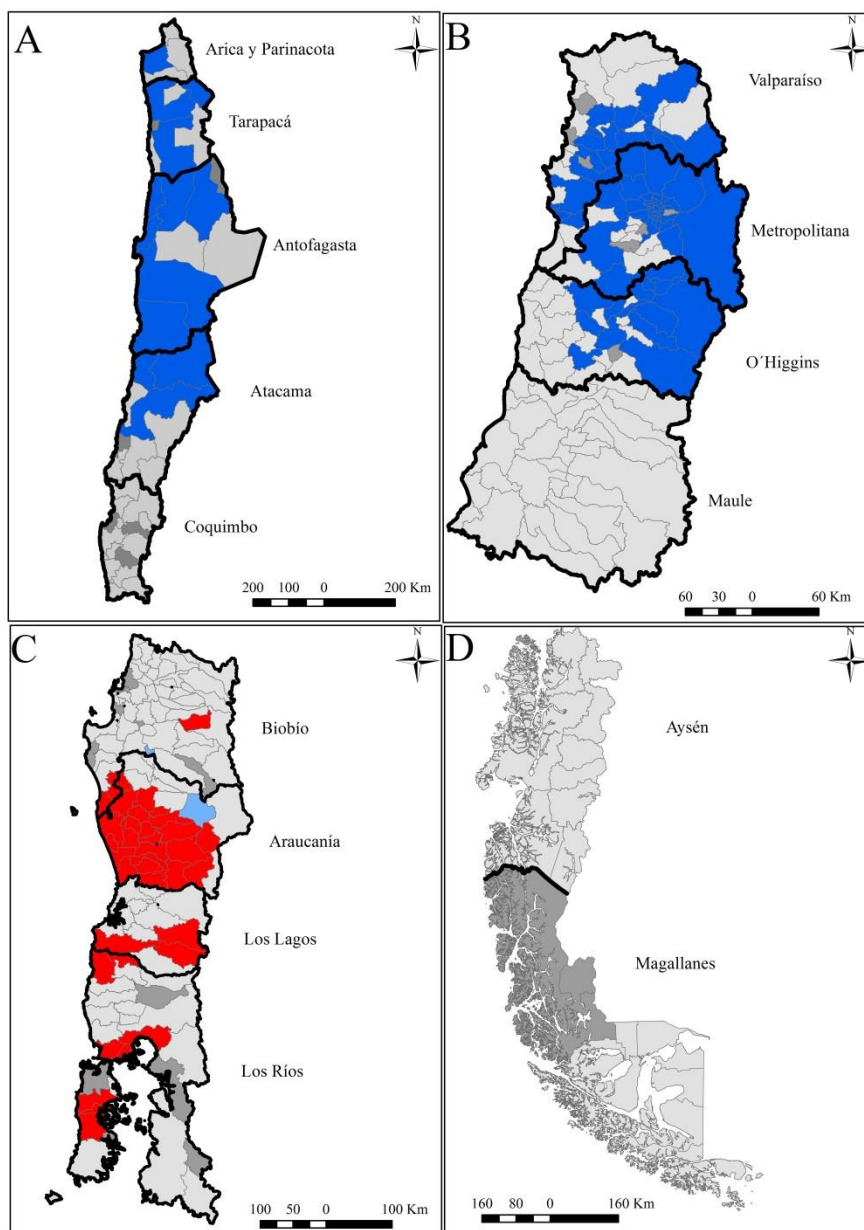 A
N
Arica y Parinacota
Tarapacá
Antofagasta
Atacama
Coquimbo
200 100 0 200 Km
B
N
Valparaíso
Metropolitana
O´Higgins
Maule
60 30 0 60 Km
C
N
Biobío
Araucanía
Los Lagos
Los Ríos
100 50 0 100 Km
D
N
Aysén
Magallanes
160 80 0 160 Km